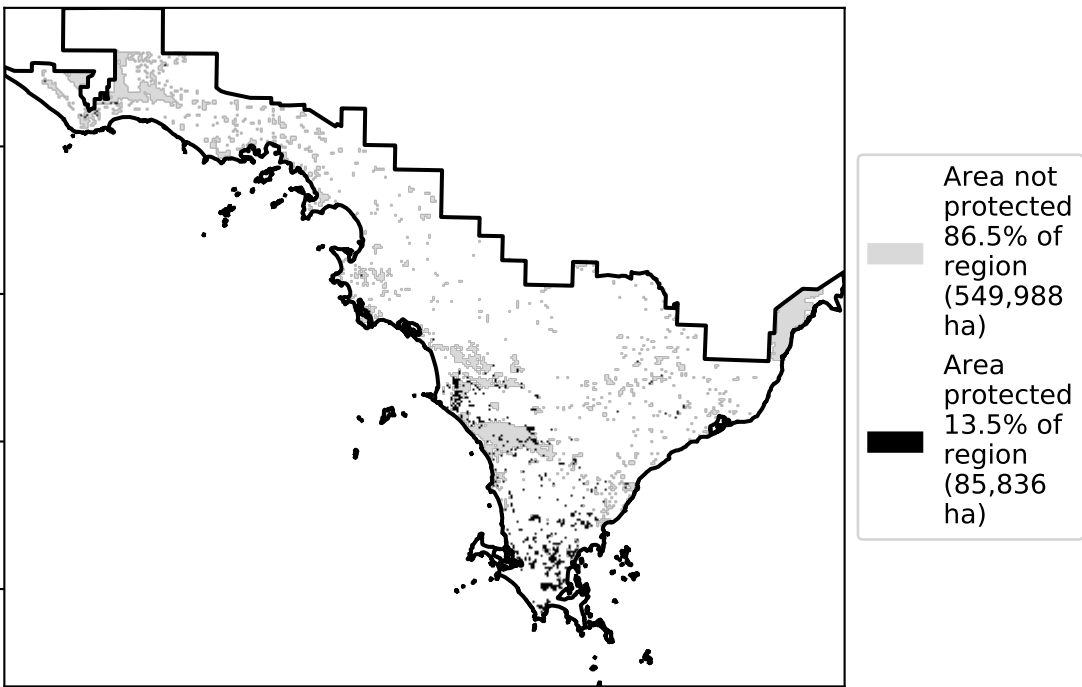 Area not
protected
86.5% of
region
(549,988
ha)
Area
protected
13.5% of
region
(85,836
ha)